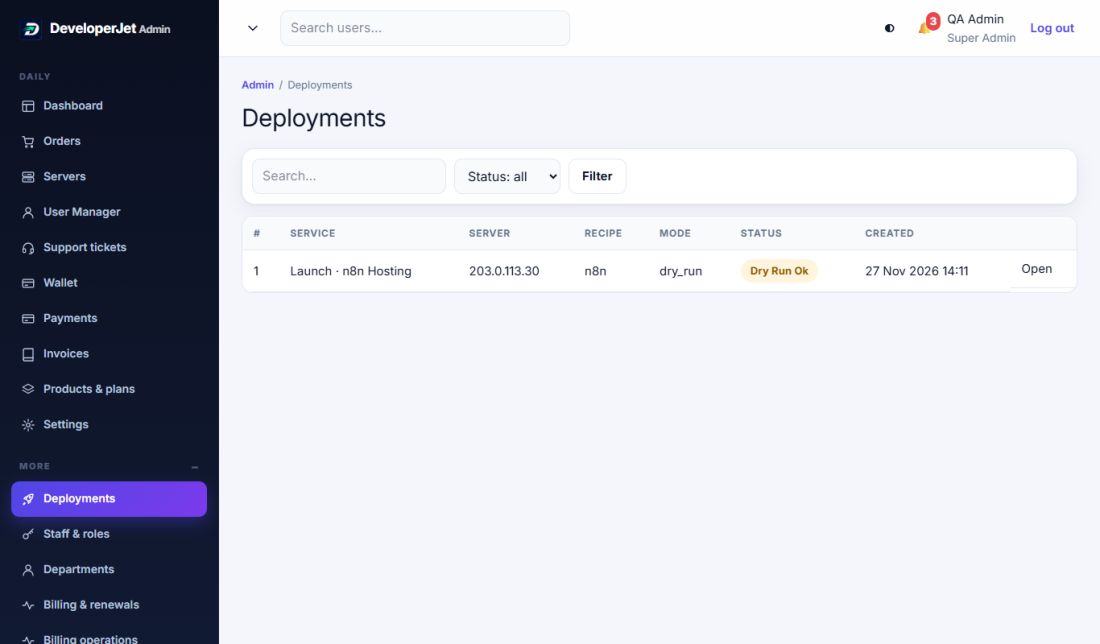 DeveloperJet Admin
DAILY
Dashboard
Orders
Servers
User Manager
Support tickets
Wallet
Payments
Invoices
Products & plans
Settings
MORE
Deployments
Staff & roles
Departments
Billing & renewals
Billing operations
Search users...
3
QA Admin
Super Admin
Log out
Admin / Deployments
Deployments
Search...
Status: all
Filter
# SERVICE SERVER RECIPE MODE STATUS CREATED
1 Launch · n8n Hosting 203.0.113.30 n8n dry_run Dry Run Ok 27 Nov 2026 14:11 Open